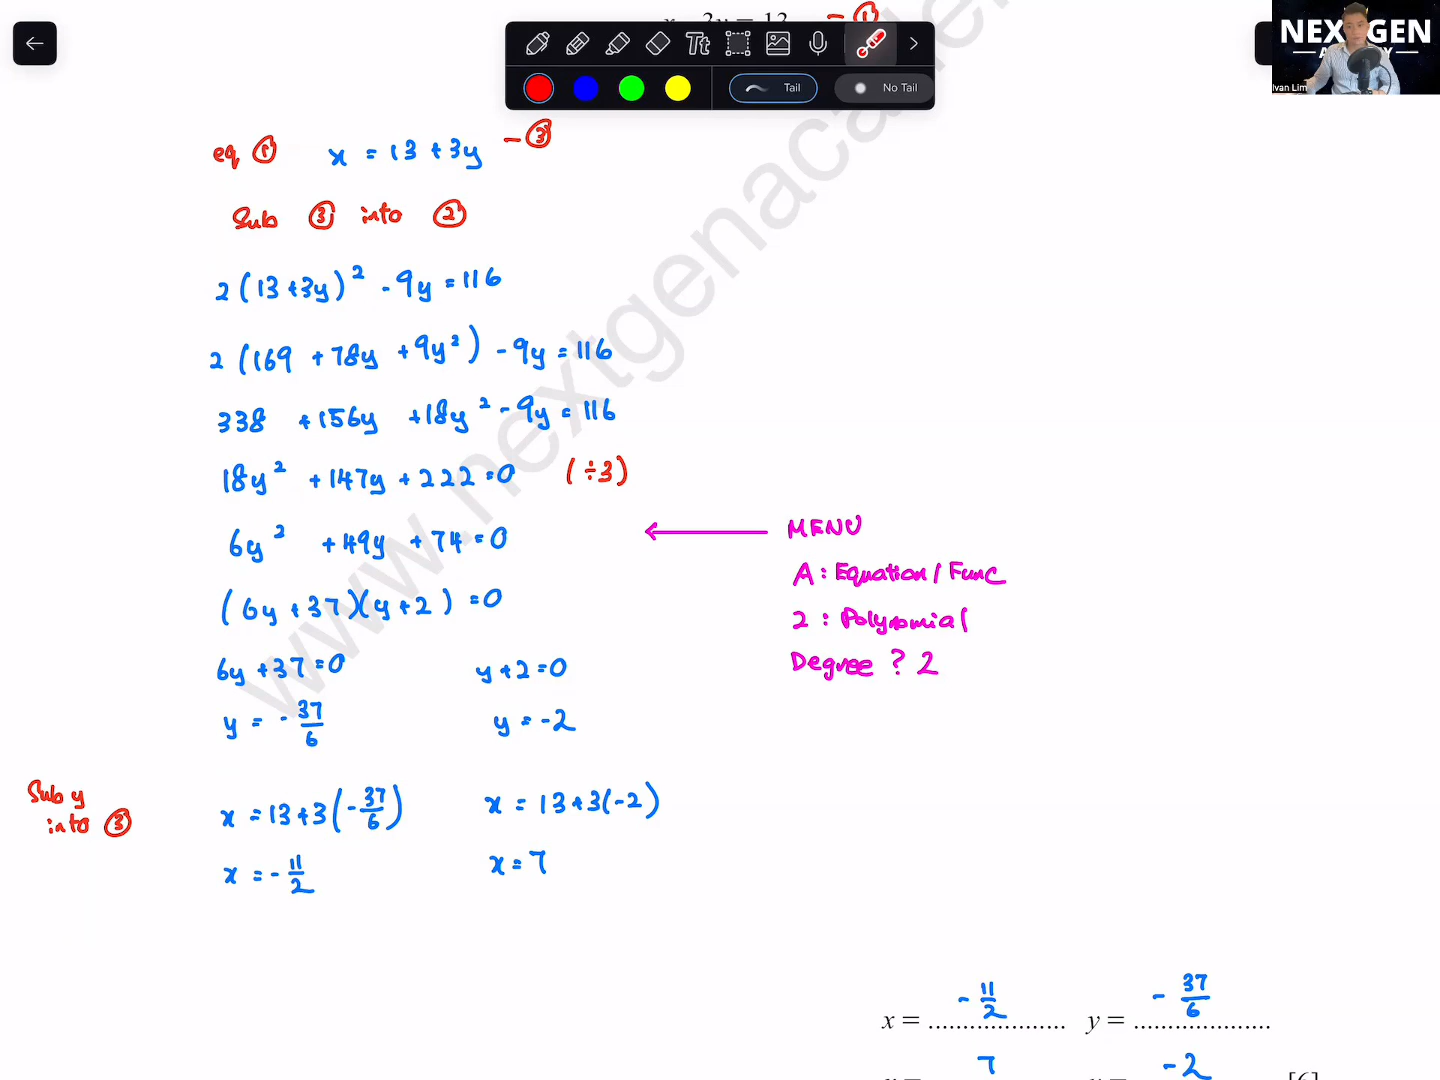 NEXTGEN
Tt
Tail
No Tail
Ivan Lim
eq ① x = 13 + 3y - ③
Sub ③ into ②
2(13+3y)² - 9y = 116
2(169 + 78y + 9y²) - 9y = 116
338 + 156y + 18y² - 9y = 116
18y² + 147y + 222 = 0 (÷3)
6y² + 49y + 74 = 0
MENU
A: Equation/Func
2: Polynomial
Degree? 2
(6y+37)(y+2) = 0
6y+37=0 y+2=0
y = -37/6 y = -2
Sub y into ③
x = 13+3(-37/6) x = 13+3(-2)
x = -11/2 x = 7
x = -11/2 y = -37/6
7 -2
www.nextgenacade